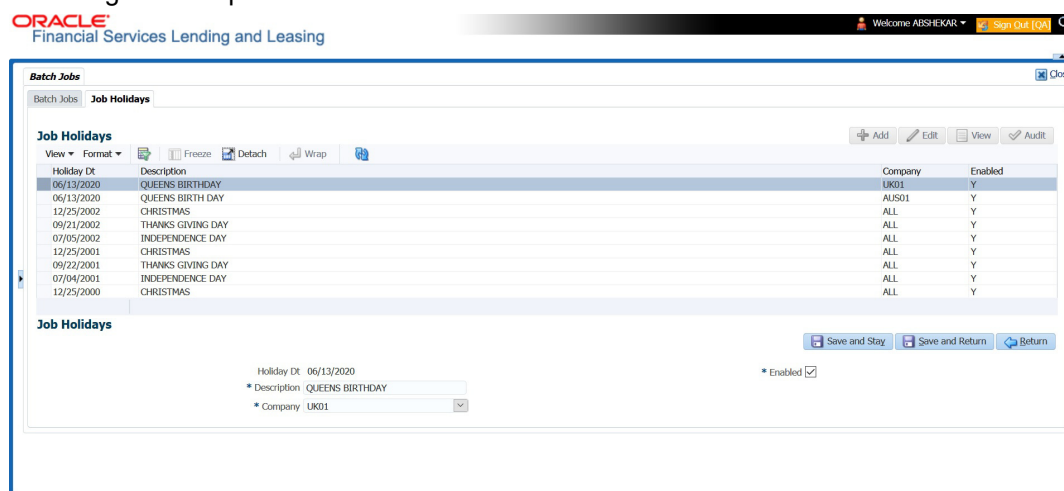 ORACLE
Financial Services Lending and Leasing
Welcome ABSHEKAR Sign Out [QA]
Batch Jobs
Batch Jobs Job Holidays
Job Holidays
Add Edit View Audit
View Format Freeze Detach Wrap
Holiday Dt Description Company Enabled
06/13/2020 QUEENS BIRTHDAY UK01 Y
06/13/2020 QUEENS BIRTH DAY AUS01 Y
12/25/2002 CHRISTMAS ALL Y
09/21/2002 THANKS GIVING DAY ALL Y
07/05/2002 INDEPENDENCE DAY ALL Y
12/25/2001 CHRISTMAS ALL Y
09/22/2001 THANKS GIVING DAY ALL Y
07/04/2001 INDEPENDENCE DAY ALL Y
12/25/2000 CHRISTMAS ALL Y
Job Holidays
Save and Stay Save and Return Return
Holiday Dt 06/13/2020 * Enabled
* Description QUEENS BIRTHDAY
* Company UK01